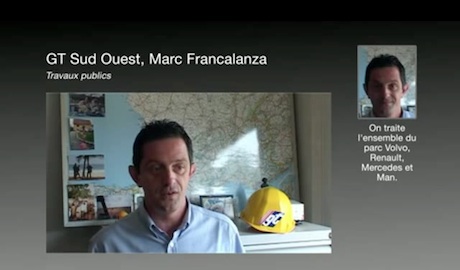 GT Sud Ouest, Marc Francalanza
Travaux publics
On traite
l'ensemble du
parc Volvo,
Renault,
Mercedes et
Man.